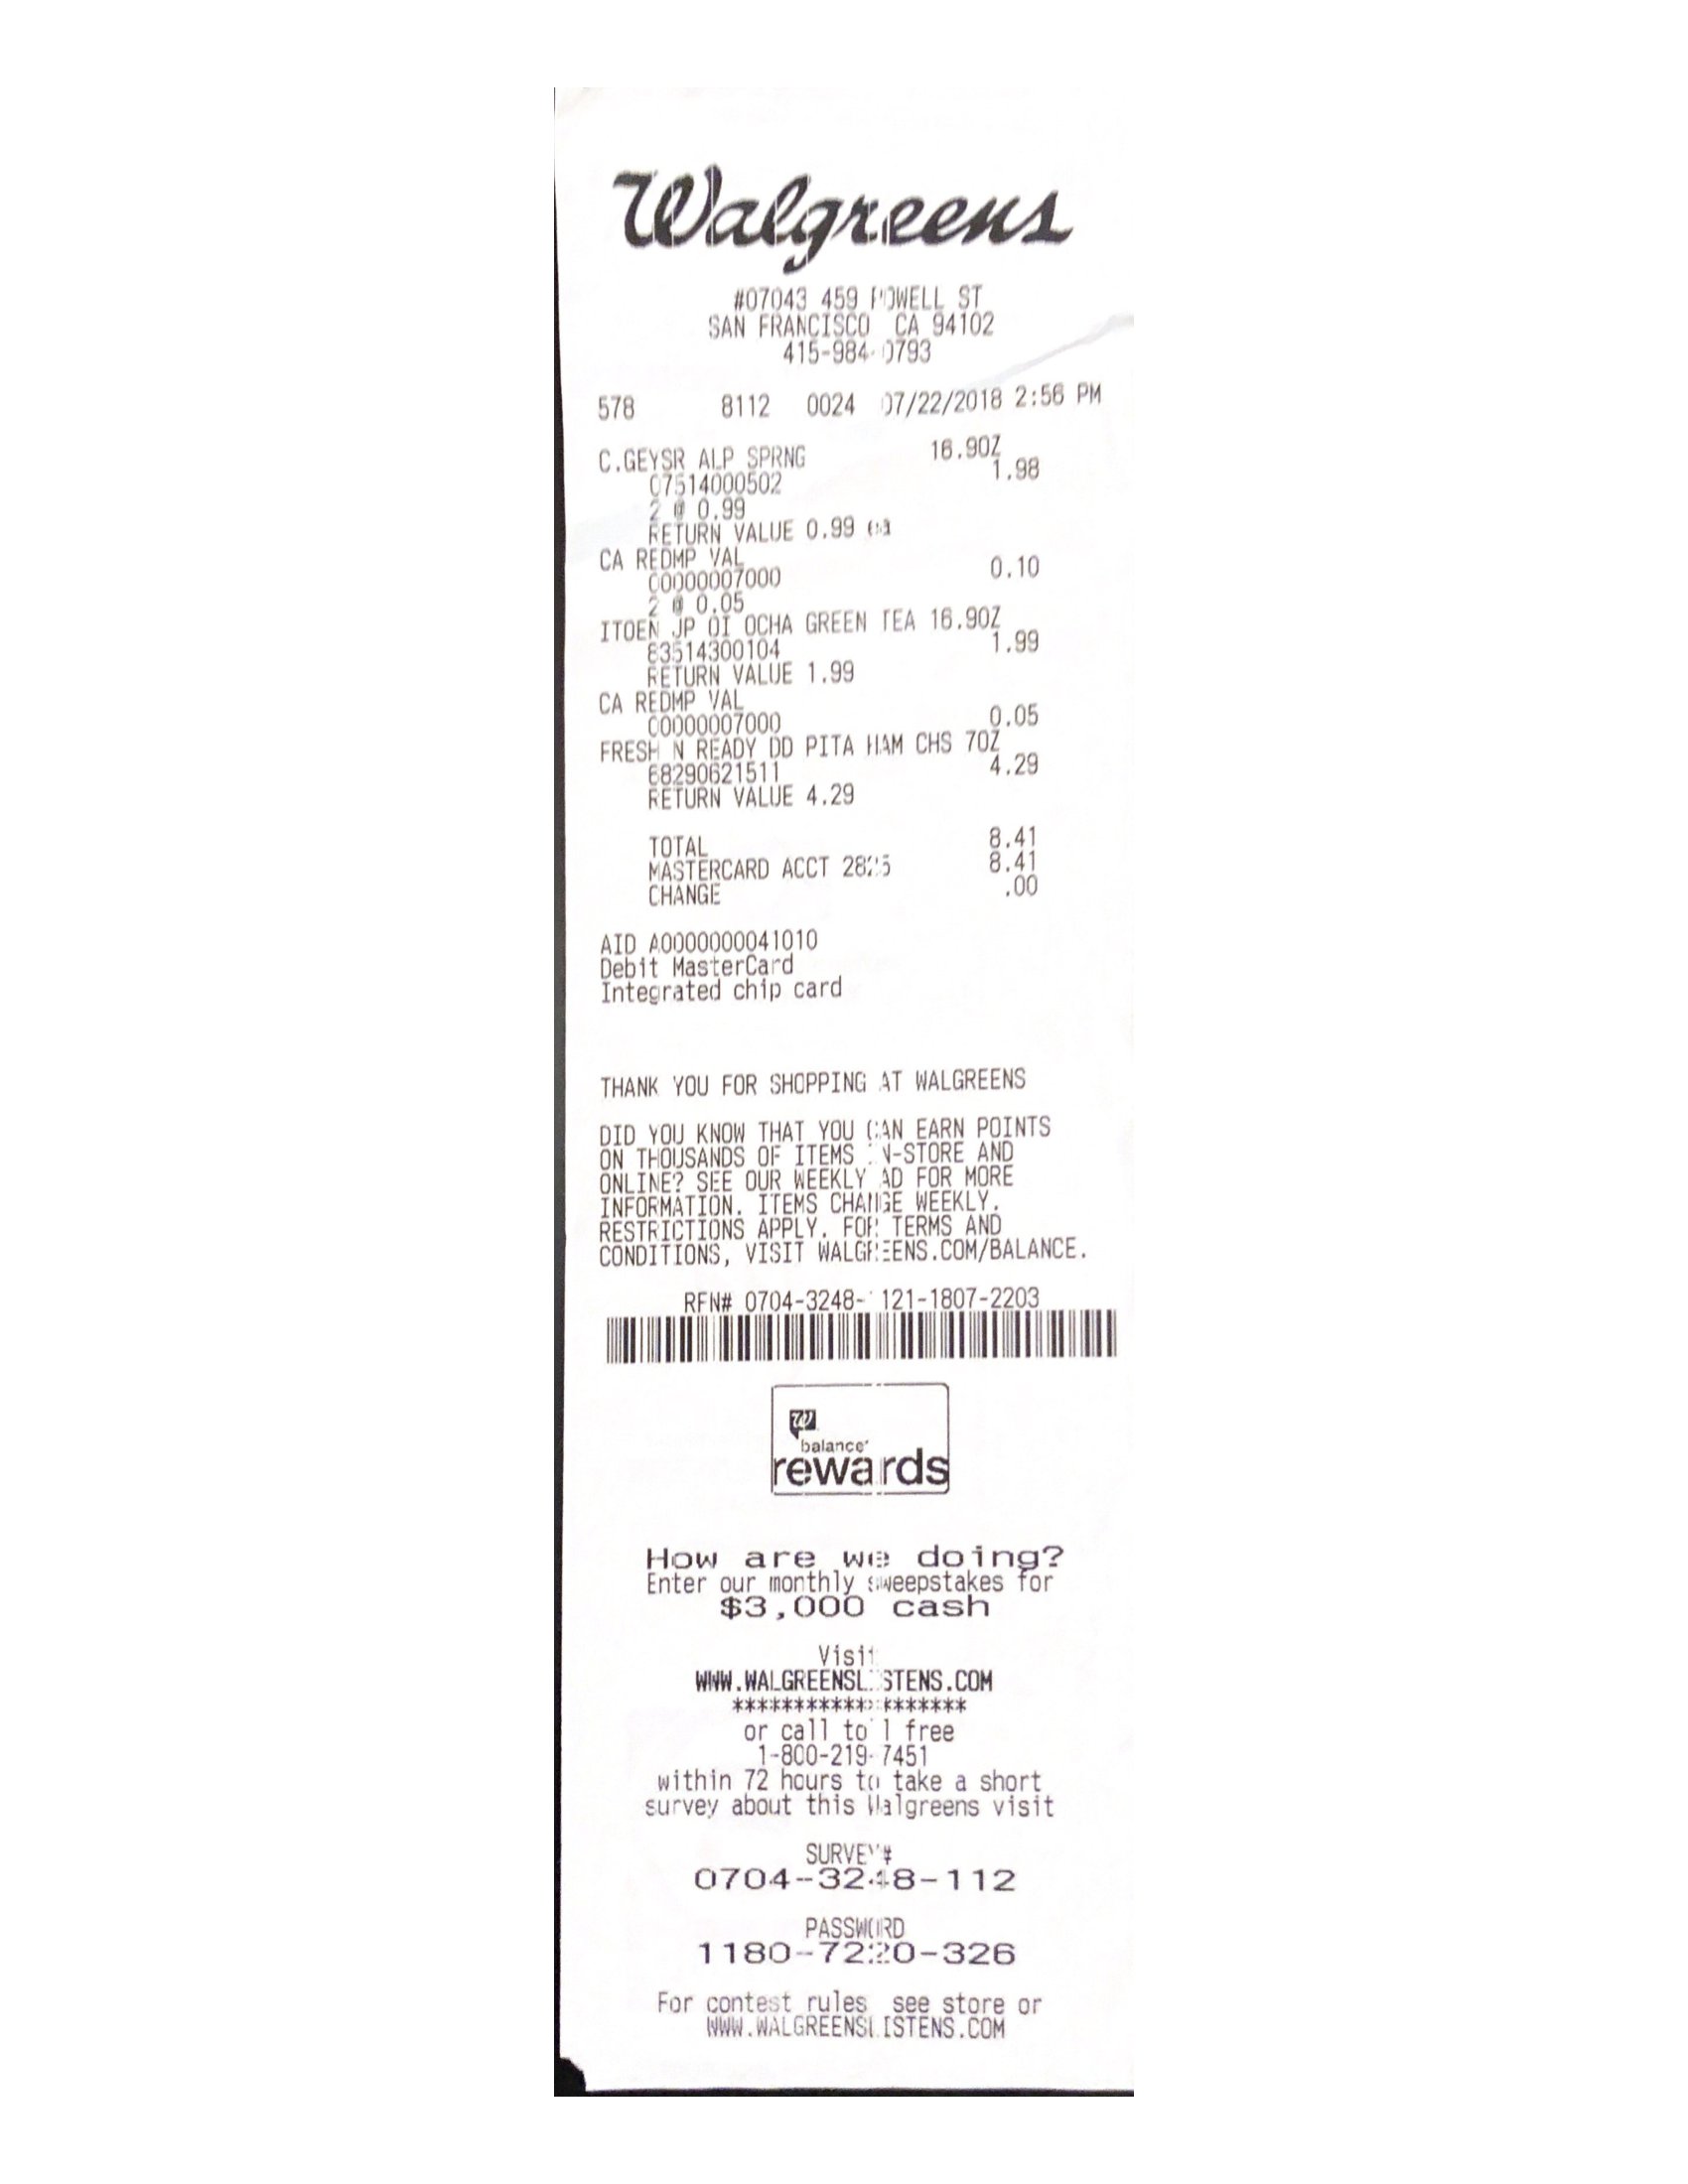 Walgreens
#07043 459 POWELL ST
SAN FRANCISCO CA 94102
415-984-0793
578 8112 0024 07/22/2018 2:56 PM
C.GEYSR ALP SPRNG 16.9OZ
07514000502 1.98
2 @ 0.99
RETURN VALUE 0.99 ea
CA REDMP VAL
00000007000 0.10
2 @ 0.05
ITOEN JP OI OCHA GREEN TEA 16.9OZ
83514300104 1.99
RETURN VALUE 1.99
CA REDMP VAL
00000007000 0.05
FRESH N READY DD PITA HAM CHS 7OZ
68290621511 4.29
RETURN VALUE 4.29
TOTAL 8.41
MASTERCARD ACCT 8.41
CHANGE .00
AID A0000000041010
Debit MasterCard
Integrated chip card
THANK YOU FOR SHOPPING AT WALGREENS
DID YOU KNOW THAT YOU CAN EARN POINTS
ON THOUSANDS OF ITEMS IN-STORE AND
ONLINE? SEE OUR WEEKLY AD FOR MORE
INFORMATION. ITEMS CHANGE WEEKLY.
RESTRICTIONS APPLY. FOR TERMS AND
CONDITIONS, VISIT WALGREENS.COM/BALANCE.
RFN# 0704-3248-1121-1807-2203
W
balance
rewards
How are we doing?
Enter our monthly sweepstakes for
$3,000 cash
Visit
WWW.WALGREENSLISTENS.COM
*******************
or call toll free
1-800-219-7451
within 72 hours to take a short
survey about this Walgreens visit
SURVEY#
0704-3248-112
PASSWORD
1180-7220-326
For contest rules see store or
WWW.WALGREENSLISTENS.COM